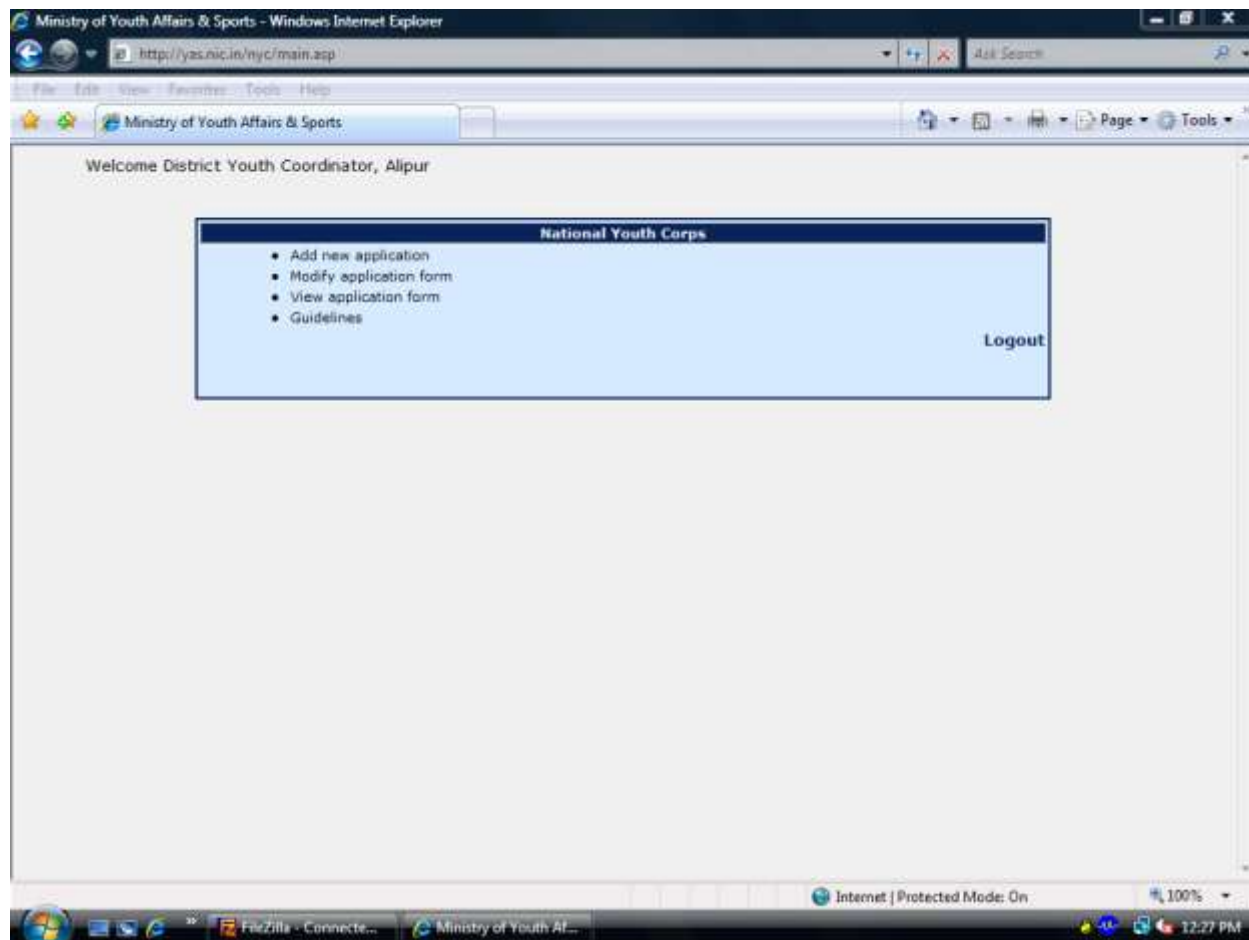 Ministry of Youth Affairs & Sports - Windows Internet Explorer
http://yas.nic.in/nyc/main.asp
Ask Search
File Edit View Favorites Tools Help
Ministry of Youth Affairs & Sports
Page Tools
Welcome District Youth Coordinator, Alipur
National Youth Corps
• Add new application
• Modify application form
• View application form
• Guidelines
Logout
Internet | Protected Mode: On
100%
FileZilla - Connecte...
Ministry of Youth Af...
12:27 PM